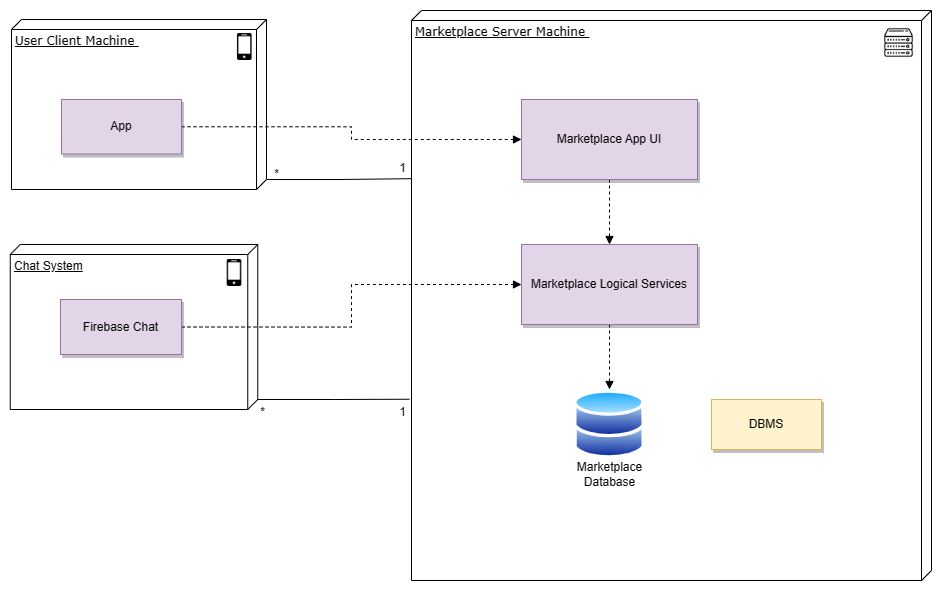 User Client Machine
App
*
1
Chat System
Firebase Chat
*
1
Marketplace Server Machine
Marketplace App UI
Marketplace Logical Services
Marketplace
Database
DBMS